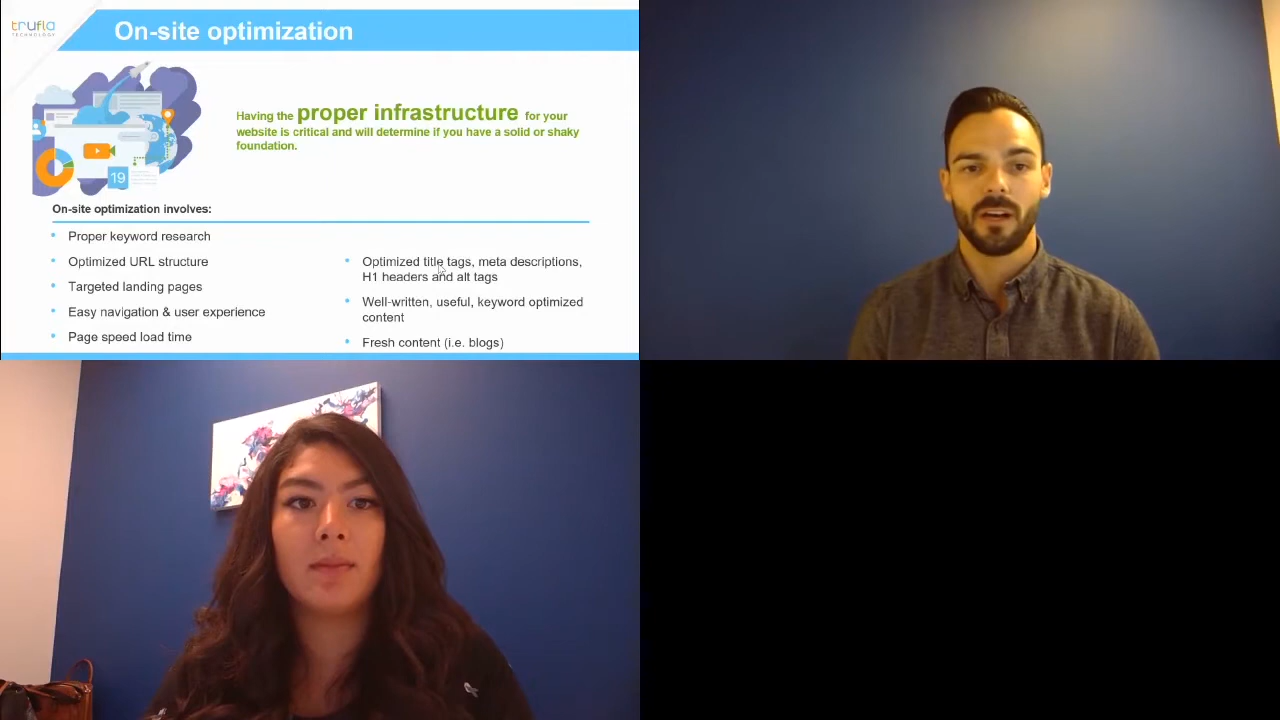 trufla
TECHNOLOGY
On-site optimization
Having the proper infrastructure for your
website is critical and will determine if you have a solid or shaky
foundation.
19
On-site optimization involves:
Proper keyword research
Optimized URL structure
Targeted landing pages
Easy navigation & user experience
Page speed load time
Optimized title tags, meta descriptions,
H1 headers and alt tags
Well-written, useful, keyword optimized
content
Fresh content (i.e. blogs)